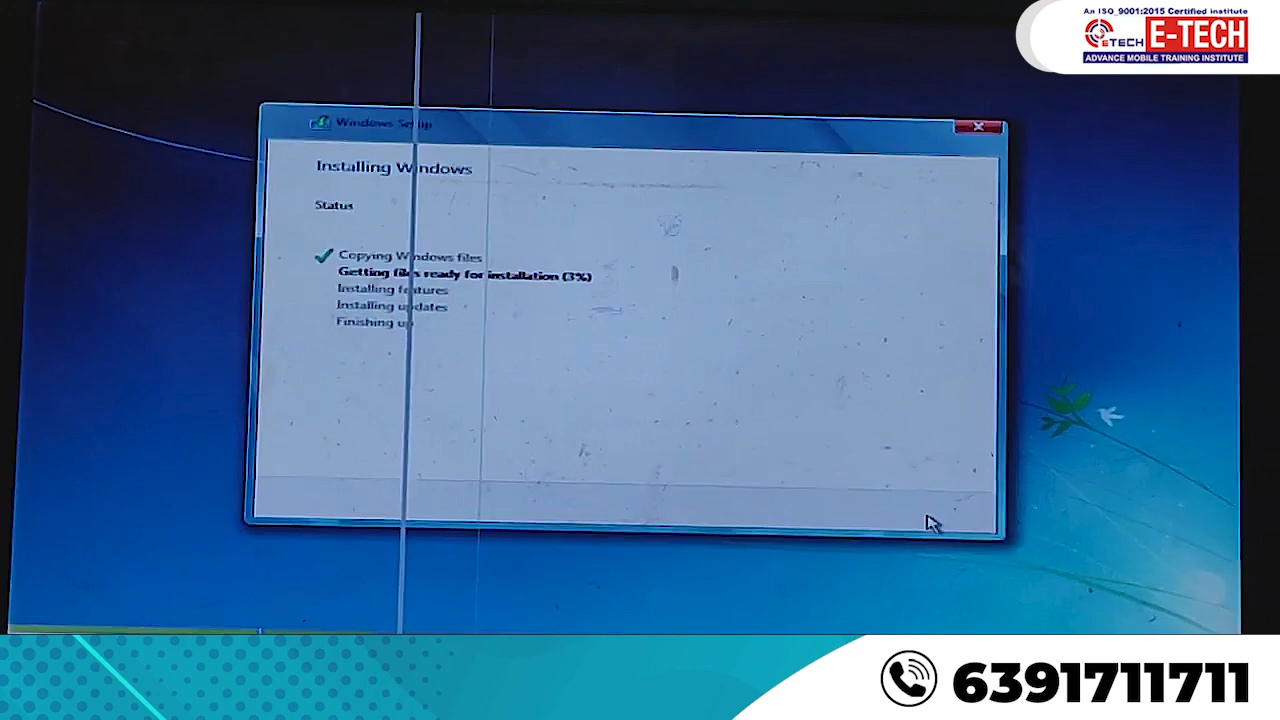 An ISO 9001:2015 Certified institute
eTECH E-TECH
ADVANCE MOBILE TRAINING INSTITUTE
Windows Setup
Installing Windows
Status
Copying Windows files
Getting files ready for installation (3%)
Installing features
Installing updates
Finishing up
6391711711